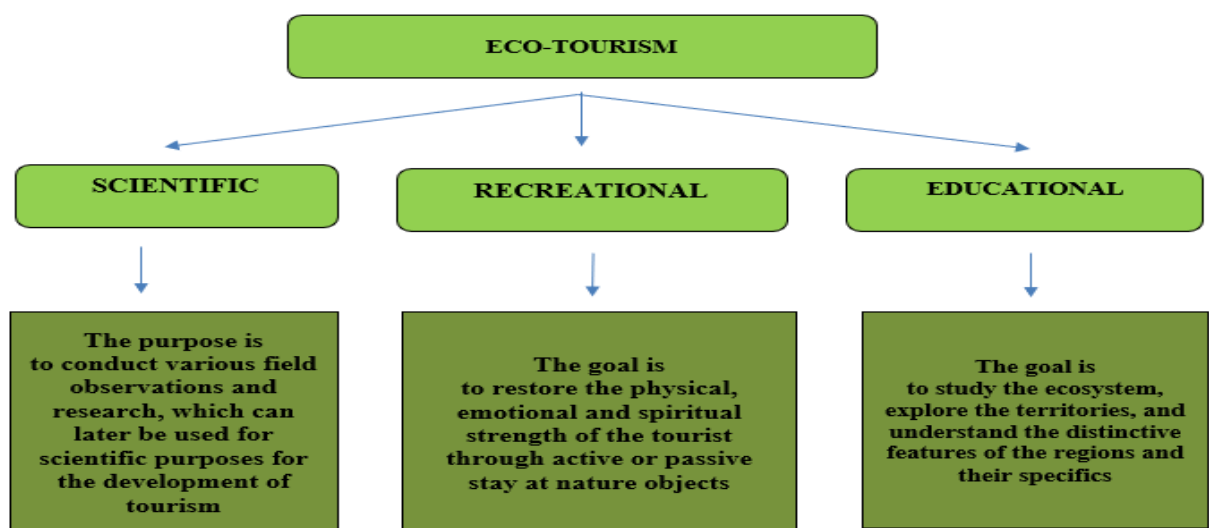 ECO-TOURISM
SCIENTIFIC
RECREATIONAL
EDUCATIONAL
The purpose is
to conduct various field
observations and
research, which can
later be used for
scientific purposes for
the development of
tourism
The goal is
to restore the physical,
emotional and spiritual
strength of the tourist
through active or passive
stay at nature objects
The goal is
to study the ecosystem,
explore the territories, and
understand the distinctive
features of the regions and
their specifics